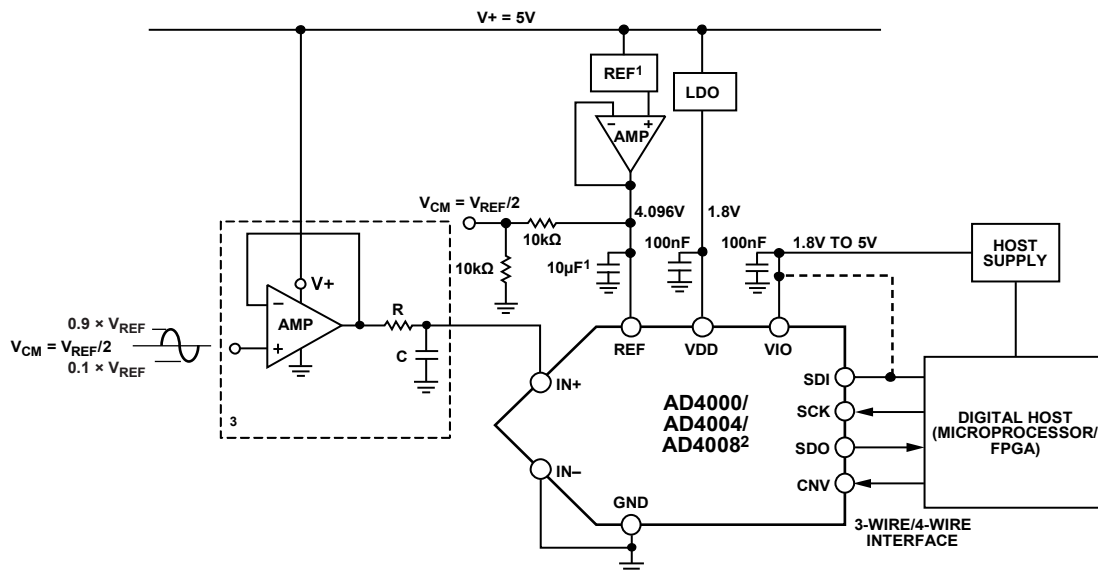 V+ = 5V
REF1
LDO
– +
AMP
VCM = VREF/2
4.096V
1.8V
10kΩ
10kΩ
10µF1
100nF
100nF
1.8V TO 5V
HOST
SUPPLY
V+
–
AMP
+
R
C
3
0.9 × VREF
VCM = VREF/2
0.1 × VREF
REF
VDD
VIO
IN+
IN–
GND
AD4000/
AD4004/
AD40082
SDI
SCK
SDO
CNV
DIGITAL HOST
(MICROPROCESSOR/
FPGA)
3-WIRE/4-WIRE
INTERFACE